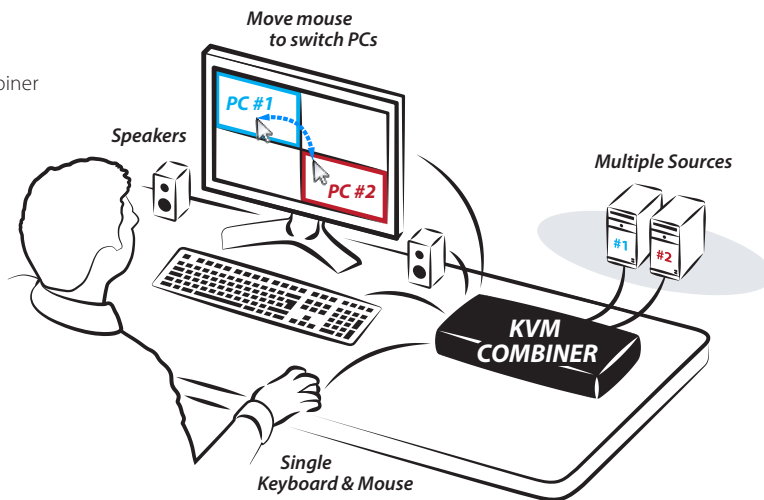 Move mouse
to switch PCs
biner
PC #1
Speakers
Multiple Sources
PC #2
#1
#2
KVM
COMBINER
Single
Keyboard & Mouse